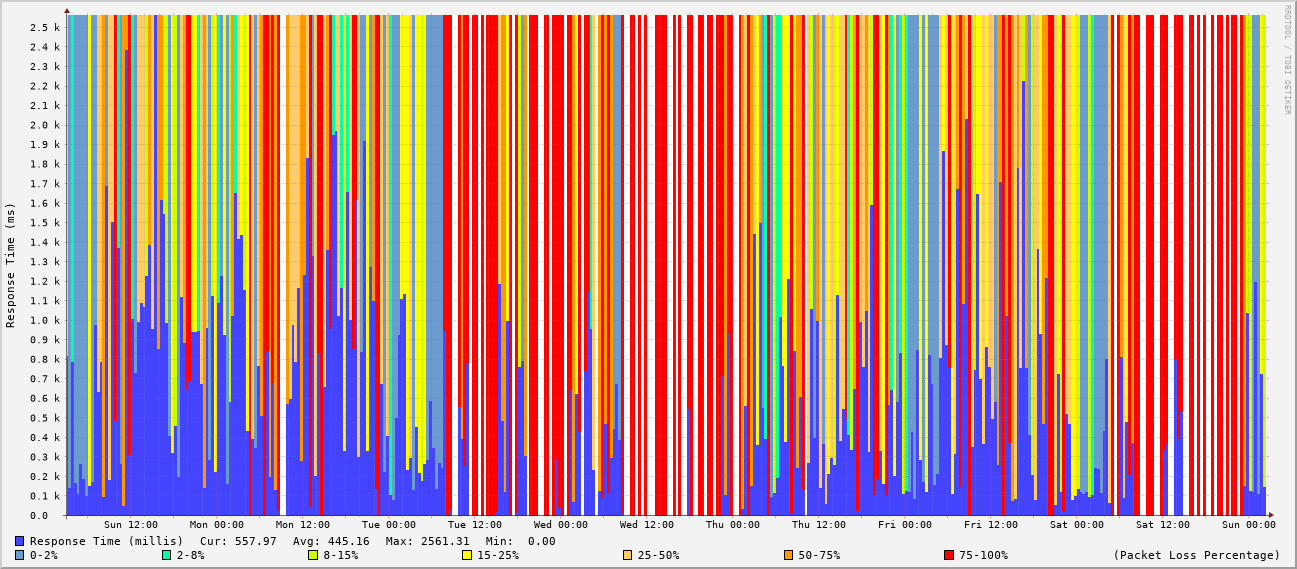 RRDTOOL / TOBI OETIKER
Response Time (ms)
2.5 k
2.4 k
2.3 k
2.2 k
2.1 k
2.0 k
1.9 k
1.8 k
1.7 k
1.6 k
1.5 k
1.4 k
1.3 k
1.2 k
1.1 k
1.0 k
0.9 k
0.8 k
0.7 k
0.6 k
0.5 k
0.4 k
0.3 k
0.2 k
0.1 k
0.0
Sun 12:00 Mon 00:00 Mon 12:00 Tue 00:00 Tue 12:00 Wed 00:00 Wed 12:00 Thu 00:00 Thu 12:00 Fri 00:00 Fri 12:00 Sat 00:00 Sat 12:00 Sun 00:00
Response Time (millis) Cur: 557.97 Avg: 445.16 Max: 2561.31 Min: 0.00
0-2% 2-8% 8-15% 15-25% 25-50% 50-75% 75-100% (Packet Loss Percentage)